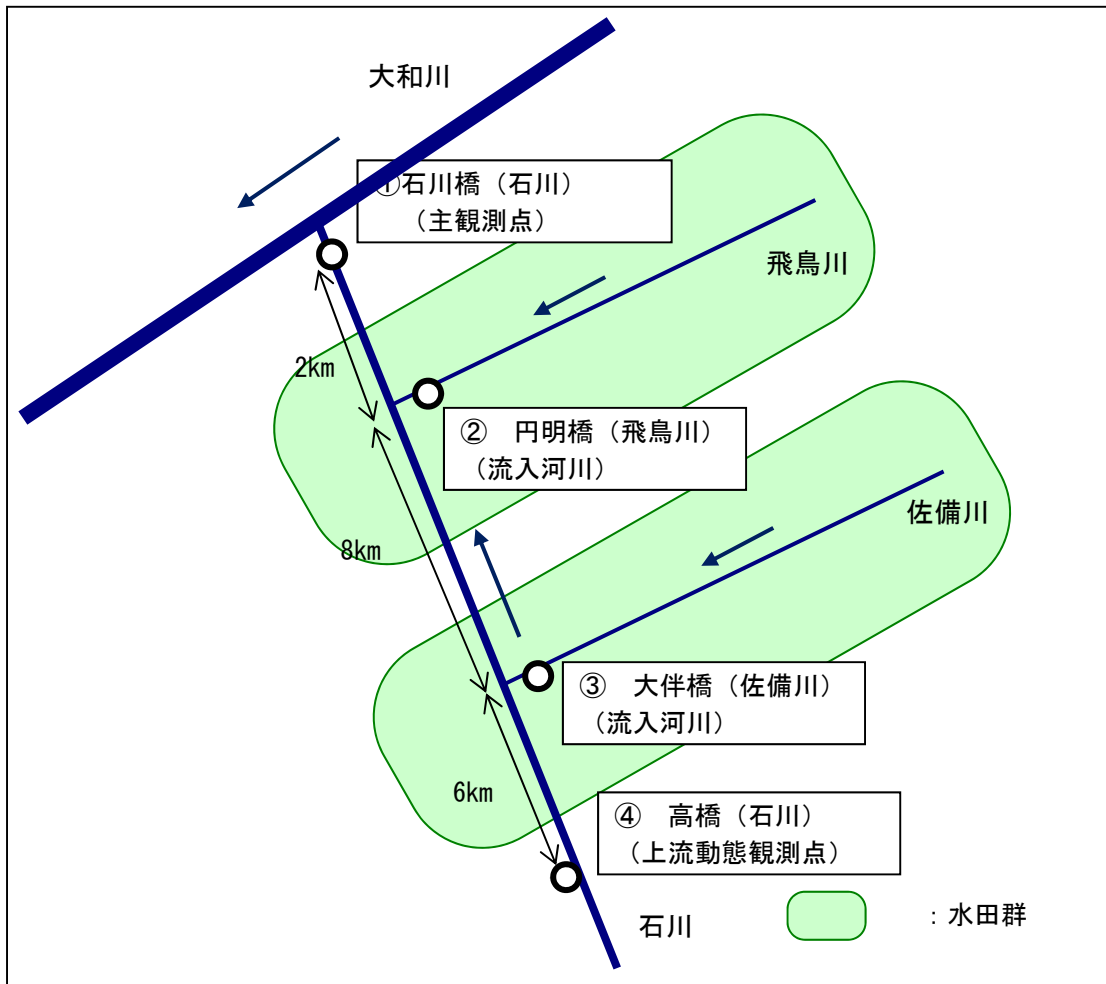 大和川
①石川橋（石川）
（主観測点）
飛鳥川
2km
② 円明橋（飛鳥川）
（流入河川）
佐備川
8km
③ 大伴橋（佐備川）
（流入河川）
6km
④ 高橋（石川）
（上流動態観測点）
石川
：水田群